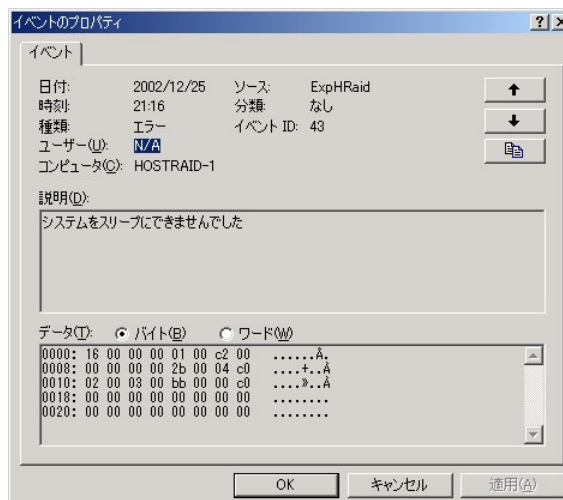 イベントのプロパティ
イベント
日付: 2002/12/25 ソース: ExpHRaid
時刻: 21:16 分類: なし
種類: エラー イベント ID: 43
ユーザー(U): N/A
コンピュータ(C): HOSTRAID-1
説明(D):
システムをスリープにできませんでした
データ(T): バイト(B) ワード(W)
0000: 16 00 00 00 01 00 c2 00 ......Â.
0008: 00 00 00 00 2b 00 04 c0 ....+..À
0010: 02 00 03 00 bb 00 00 c0 ....»..À
0018: 00 00 00 00 00 00 00 00 ........
0020: 00 00 00 00 00 00 00 00 ........
OK キャンセル 適用(A)